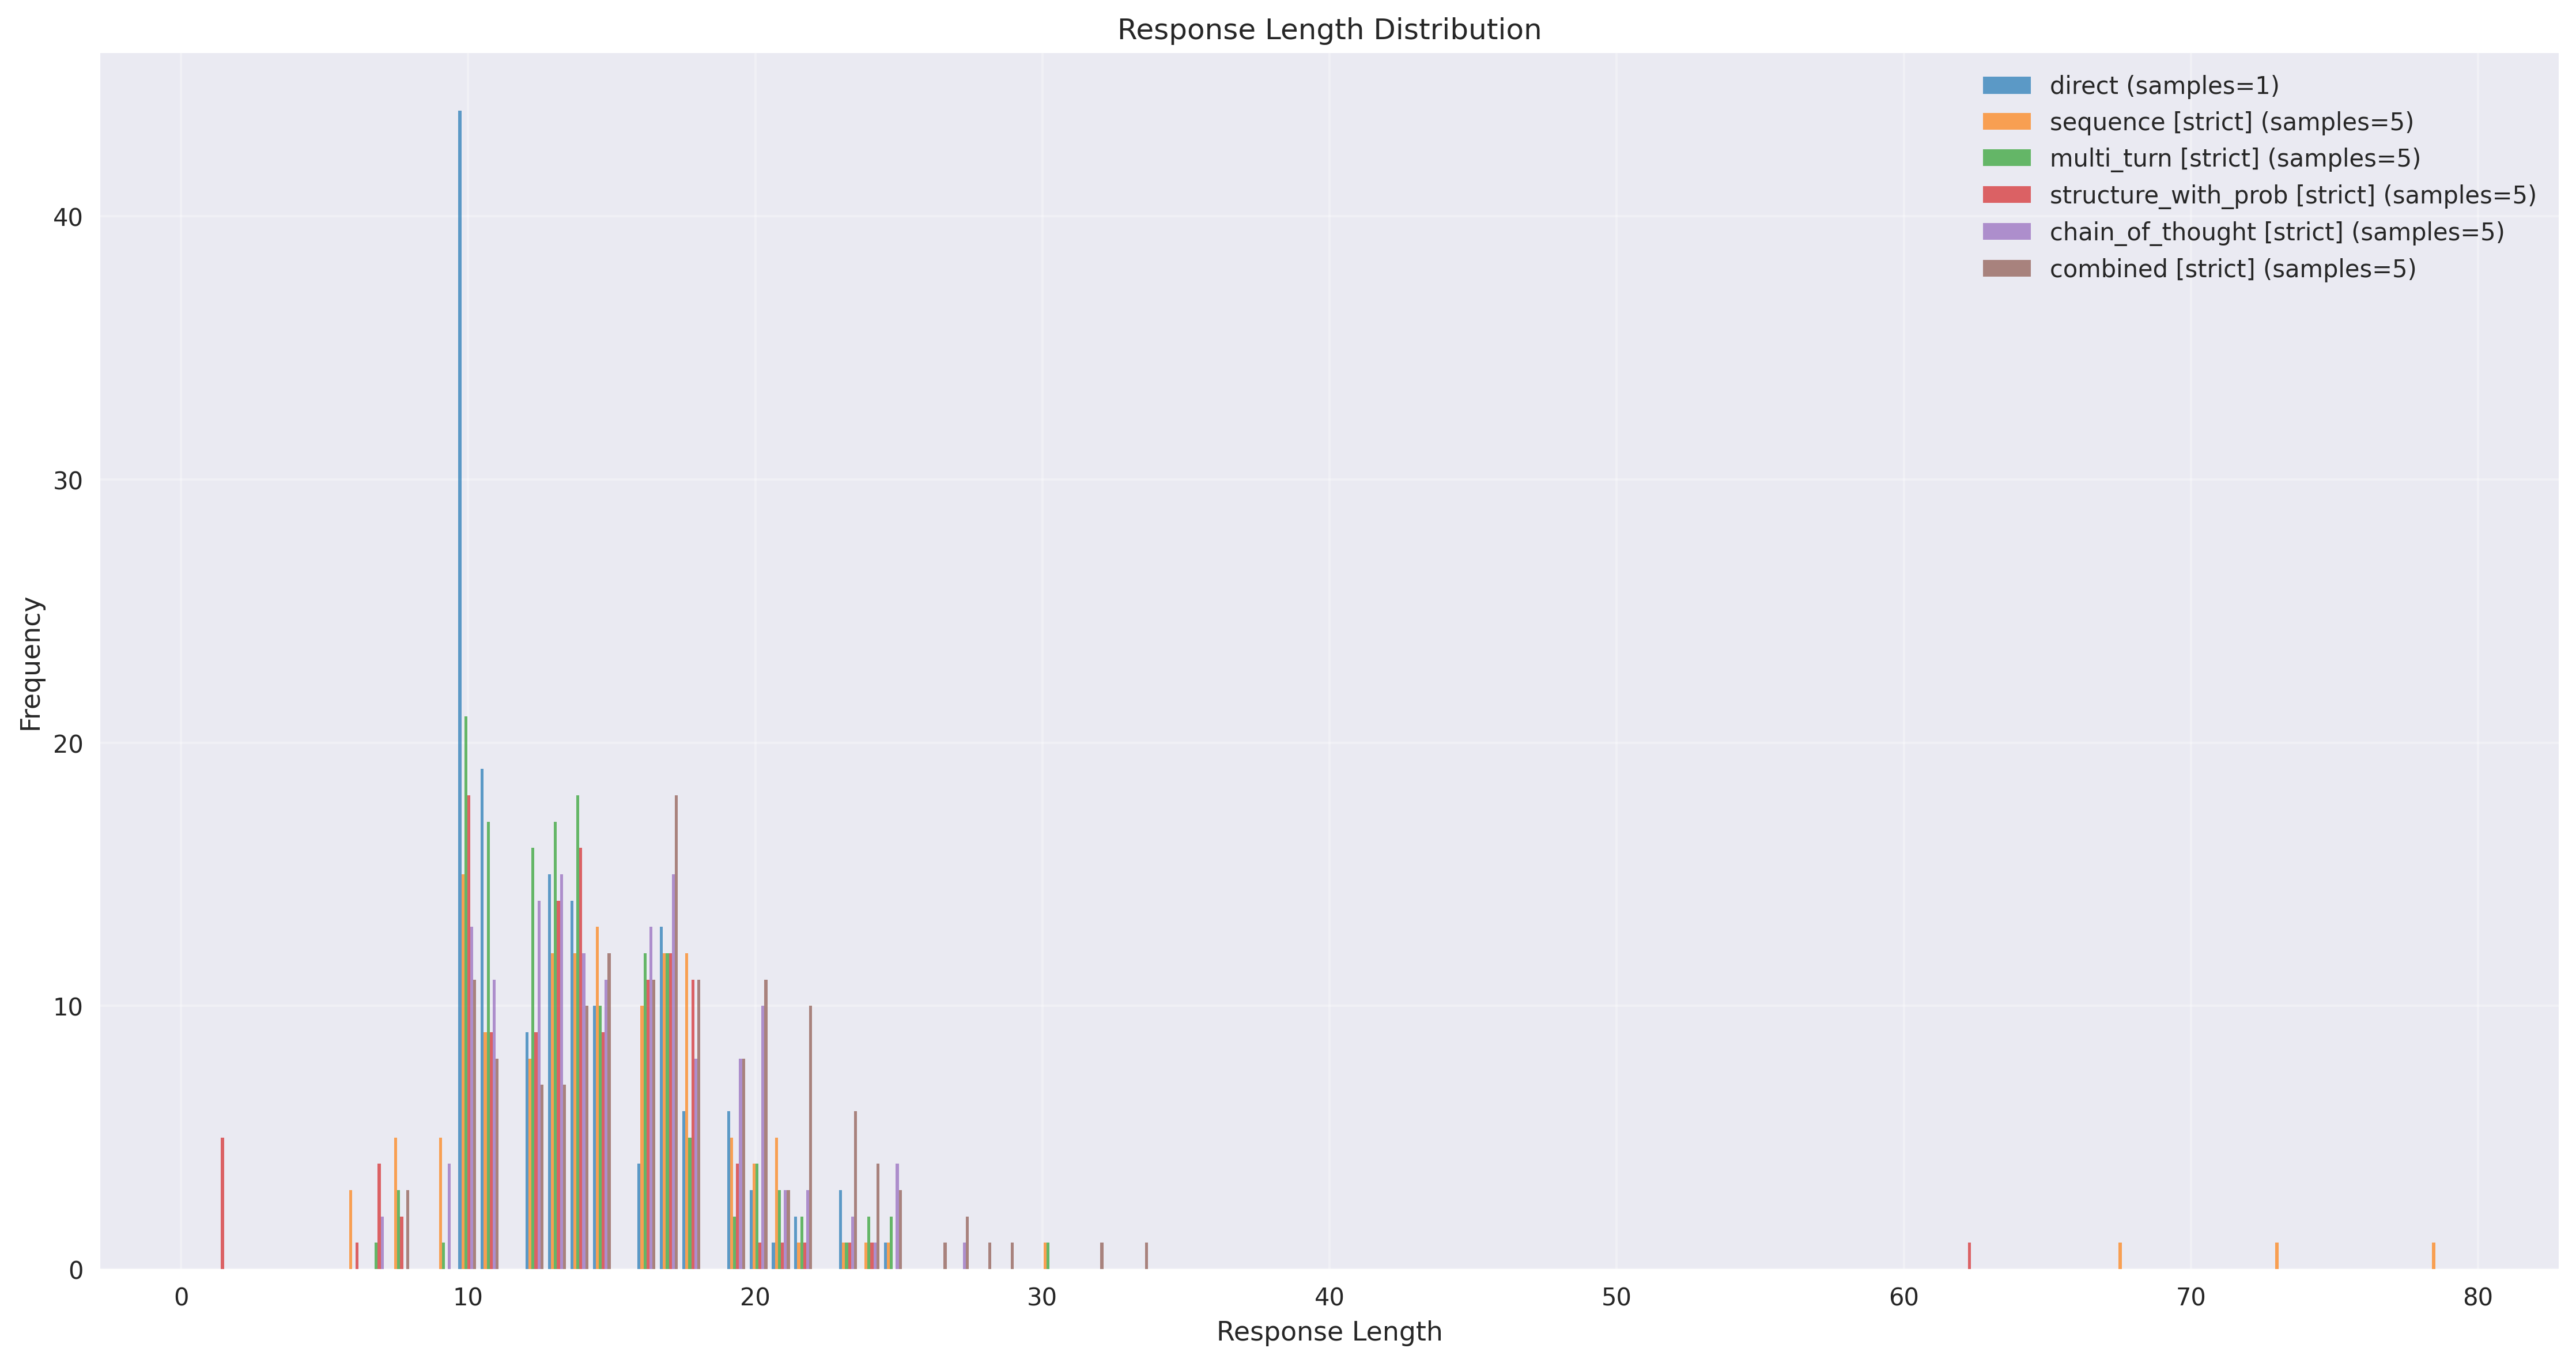 Response Length Distribution
direct (samples=1)
sequence [strict] (samples=5)
multi_turn [strict] (samples=5)
structure_with_prob [strict] (samples=5)
chain_of_thought [strict] (samples=5)
combined [strict] (samples=5)
Frequency
40
30
20
10
0
0 10 20 30 40 50 60 70 80
Response Length